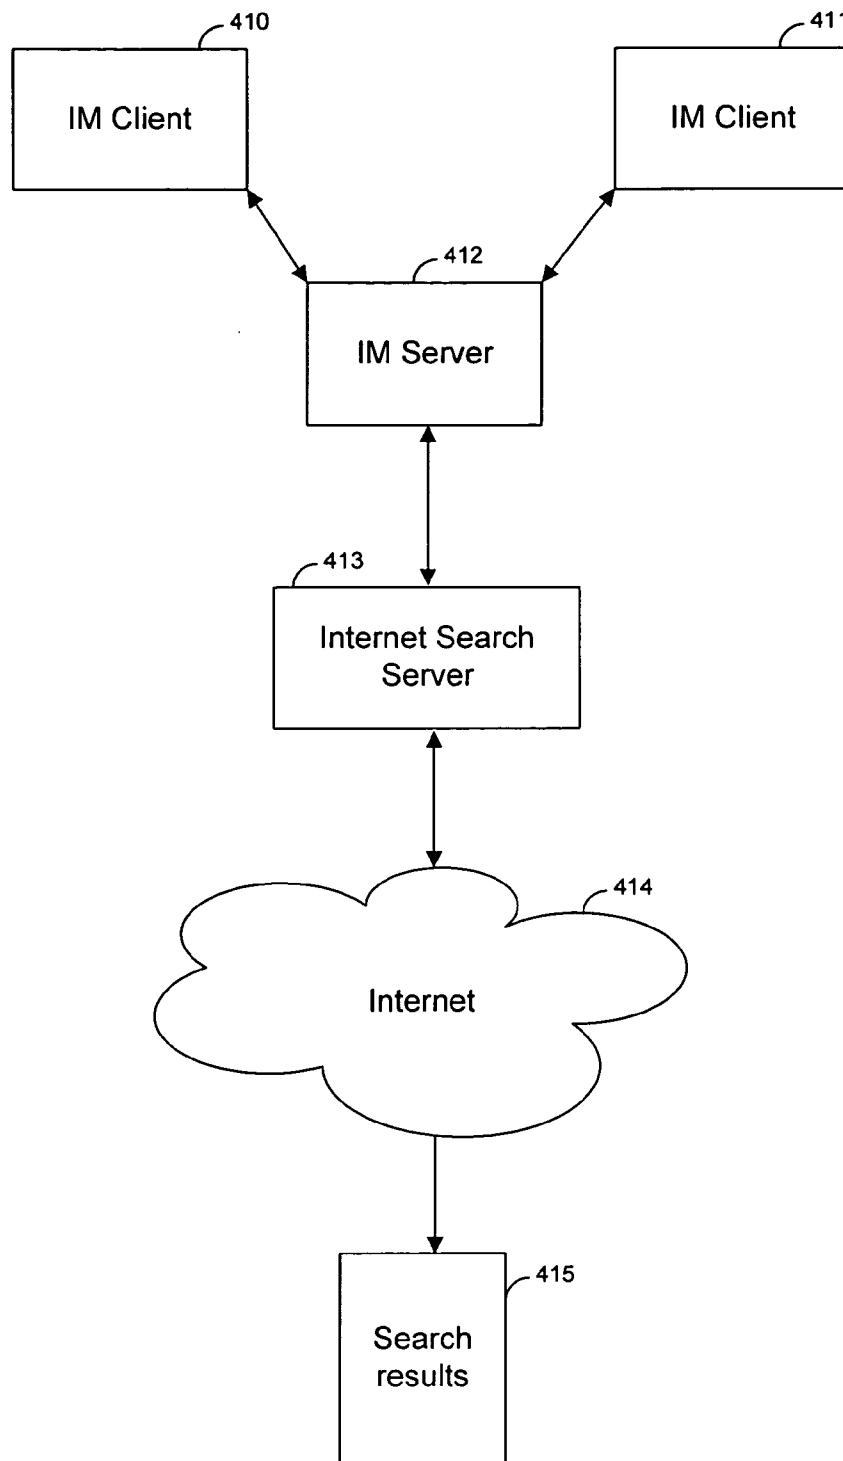 410
411
IM Client
IM Client
412
IM Server
413
Internet Search
Server
414
Internet
415
Search
results